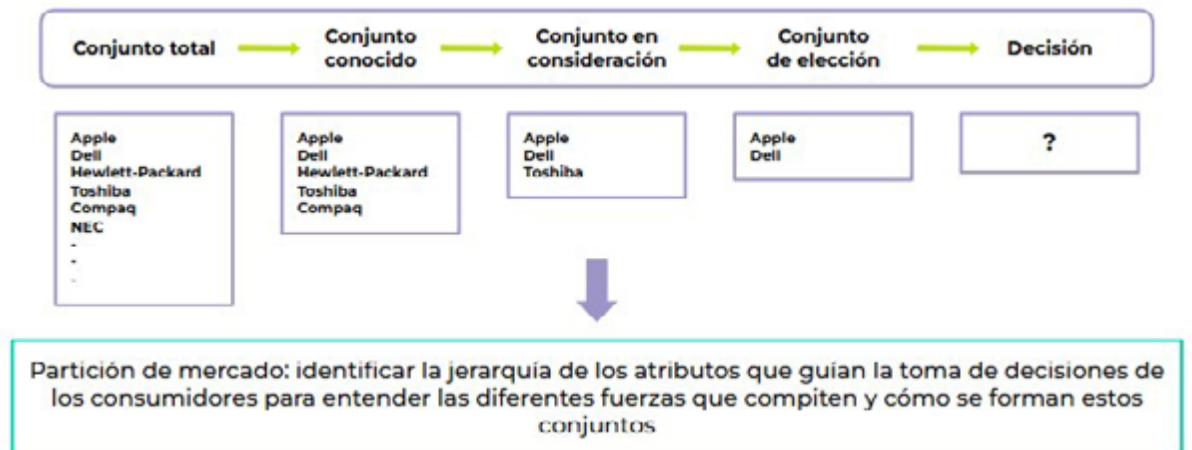 Conjunto total
Conjunto
conocido
Conjunto en
consideración
Conjunto
de elección
Decisión
Apple
Dell
Hewlett-Packard
Toshiba
Compaq
NEC
-
-
-
Apple
Dell
Hewlett-Packard
Toshiba
Compaq
Apple
Dell
Toshiba
Apple
Dell
?
Partición de mercado: identificar la jerarquía de los atributos que guían la toma de decisiones de
los consumidores para entender las diferentes fuerzas que compiten y cómo se forman estos
conjuntos